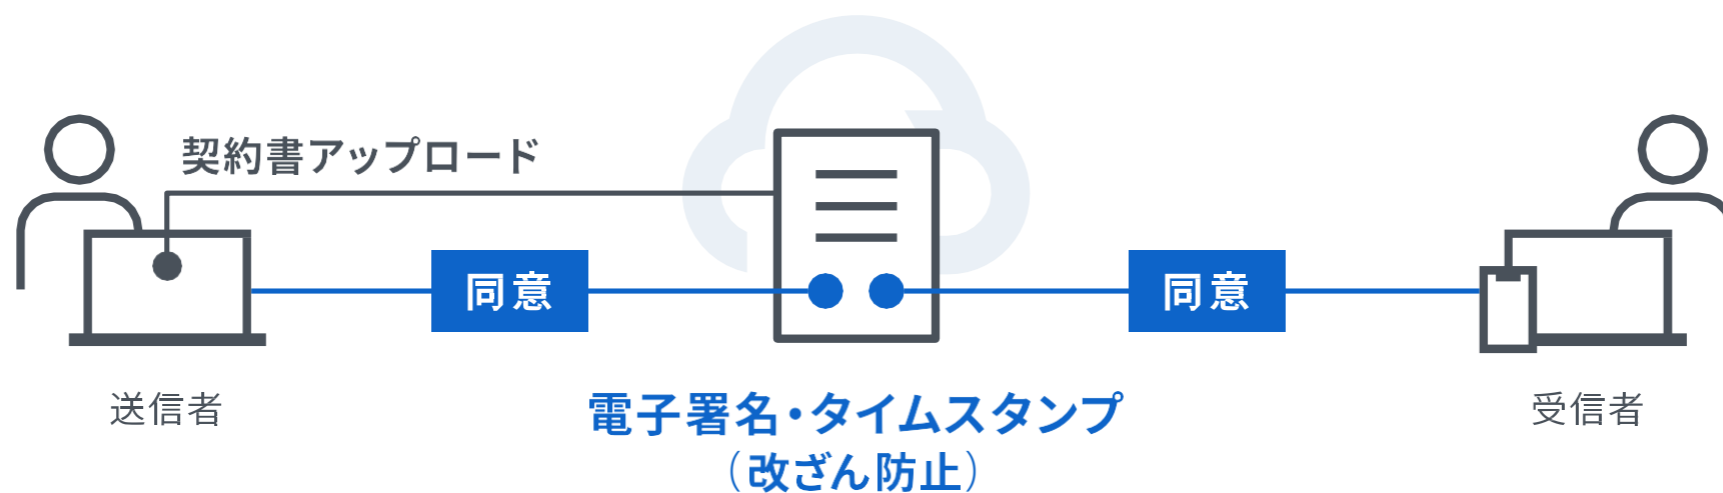 契約書アップロード
同意
同意
送信者
電子署名・タイムスタンプ
（改ざん防止）
受信者